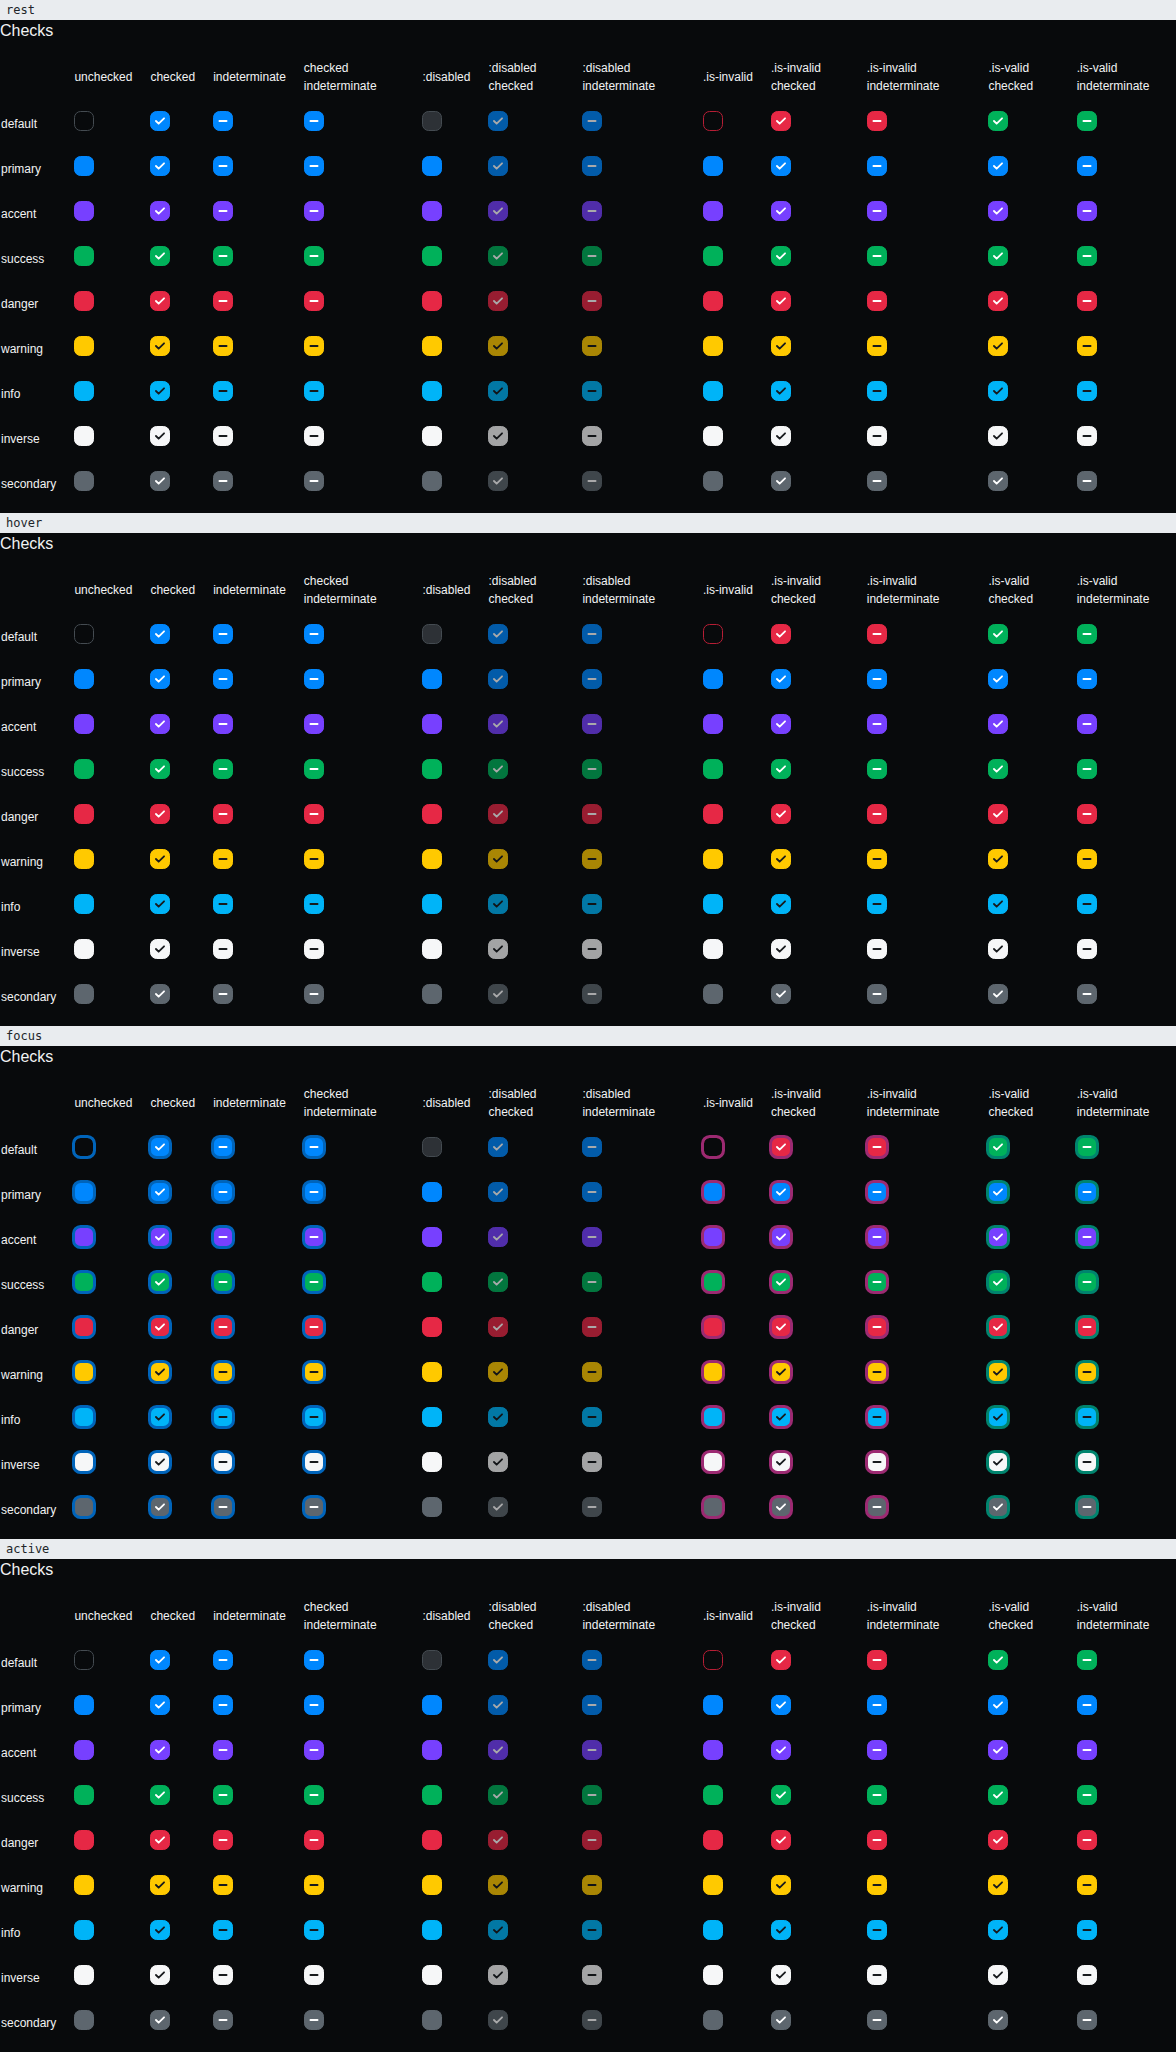 rest
Checks
unchecked checked indeterminate checked indeterminate :disabled :disabled checked :disabled indeterminate .is-invalid .is-invalid checked .is-invalid indeterminate .is-valid checked .is-valid indeterminate
default
primary
accent
success
danger
warning
info
inverse
secondary
hover
Checks
unchecked checked indeterminate checked indeterminate :disabled :disabled checked :disabled indeterminate .is-invalid .is-invalid checked .is-invalid indeterminate .is-valid checked .is-valid indeterminate
default
primary
accent
success
danger
warning
info
inverse
secondary
focus
Checks
unchecked checked indeterminate checked indeterminate :disabled :disabled checked :disabled indeterminate .is-invalid .is-invalid checked .is-invalid indeterminate .is-valid checked .is-valid indeterminate
default
primary
accent
success
danger
warning
info
inverse
secondary
active
Checks
unchecked checked indeterminate checked indeterminate :disabled :disabled checked :disabled indeterminate .is-invalid .is-invalid checked .is-invalid indeterminate .is-valid checked .is-valid indeterminate
default
primary
accent
success
danger
warning
info
inverse
secondary